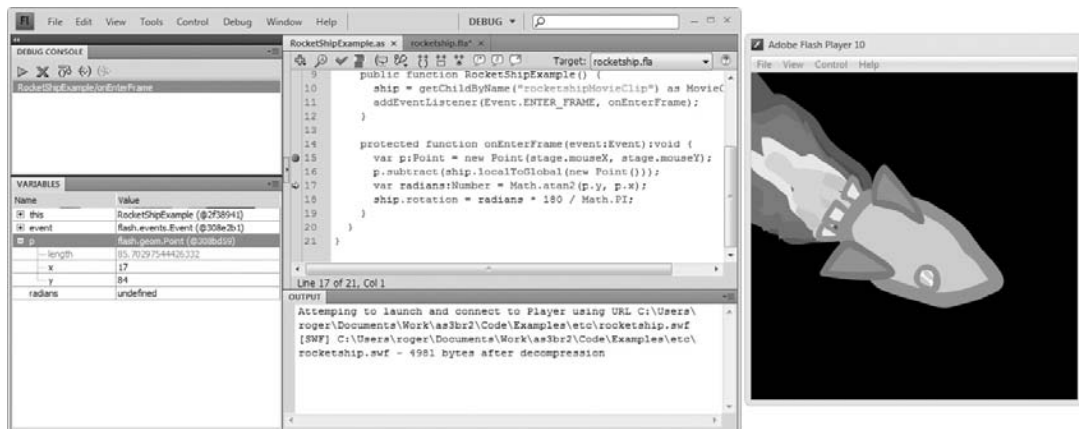 Fl File Edit View Tools Control Debug Window Help DEBUG
DEBUG CONSOLE
RocketShipExample/onEnterFrame
VARIABLES
Name Value
this RocketShipExample (@2f38941)
event flash.events.Event (@308e2b1)
p flash.geom.Point (@308bd59)
length 85.70297544426332
x 17
y 84
radians undefined
RocketShipExample.as × rocketship.fla* ×
Target: rocketship.fla
9 public function RocketShipExample() {
10 ship = getChildByName("rocketshipMovieClip") as MovieC
11 addEventListener(Event.ENTER_FRAME, onEnterFrame);
12 }
13
14 protected function onEnterFrame(event:Event):void {
15 var p:Point = new Point(stage.mouseX, stage.mouseY);
16 p.subtract(ship.localToGlobal(new Point()));
17 var radians:Number = Math.atan2(p.y, p.x);
18 ship.rotation = radians * 180 / Math.PI;
19 }
20 }
21 }
Line 17 of 21, Col 1
OUTPUT
Attemping to launch and connect to Player using URL C:\Users\
roger\Documents\Work\as3br2\Code\Examples\etc\rocketship.swf
[SWF] C:\Users\roger\Documents\Work\as3br2\Code\Examples\etc\
rocketship.swf - 4981 bytes after decompression
Adobe Flash Player 10
File View Control Help